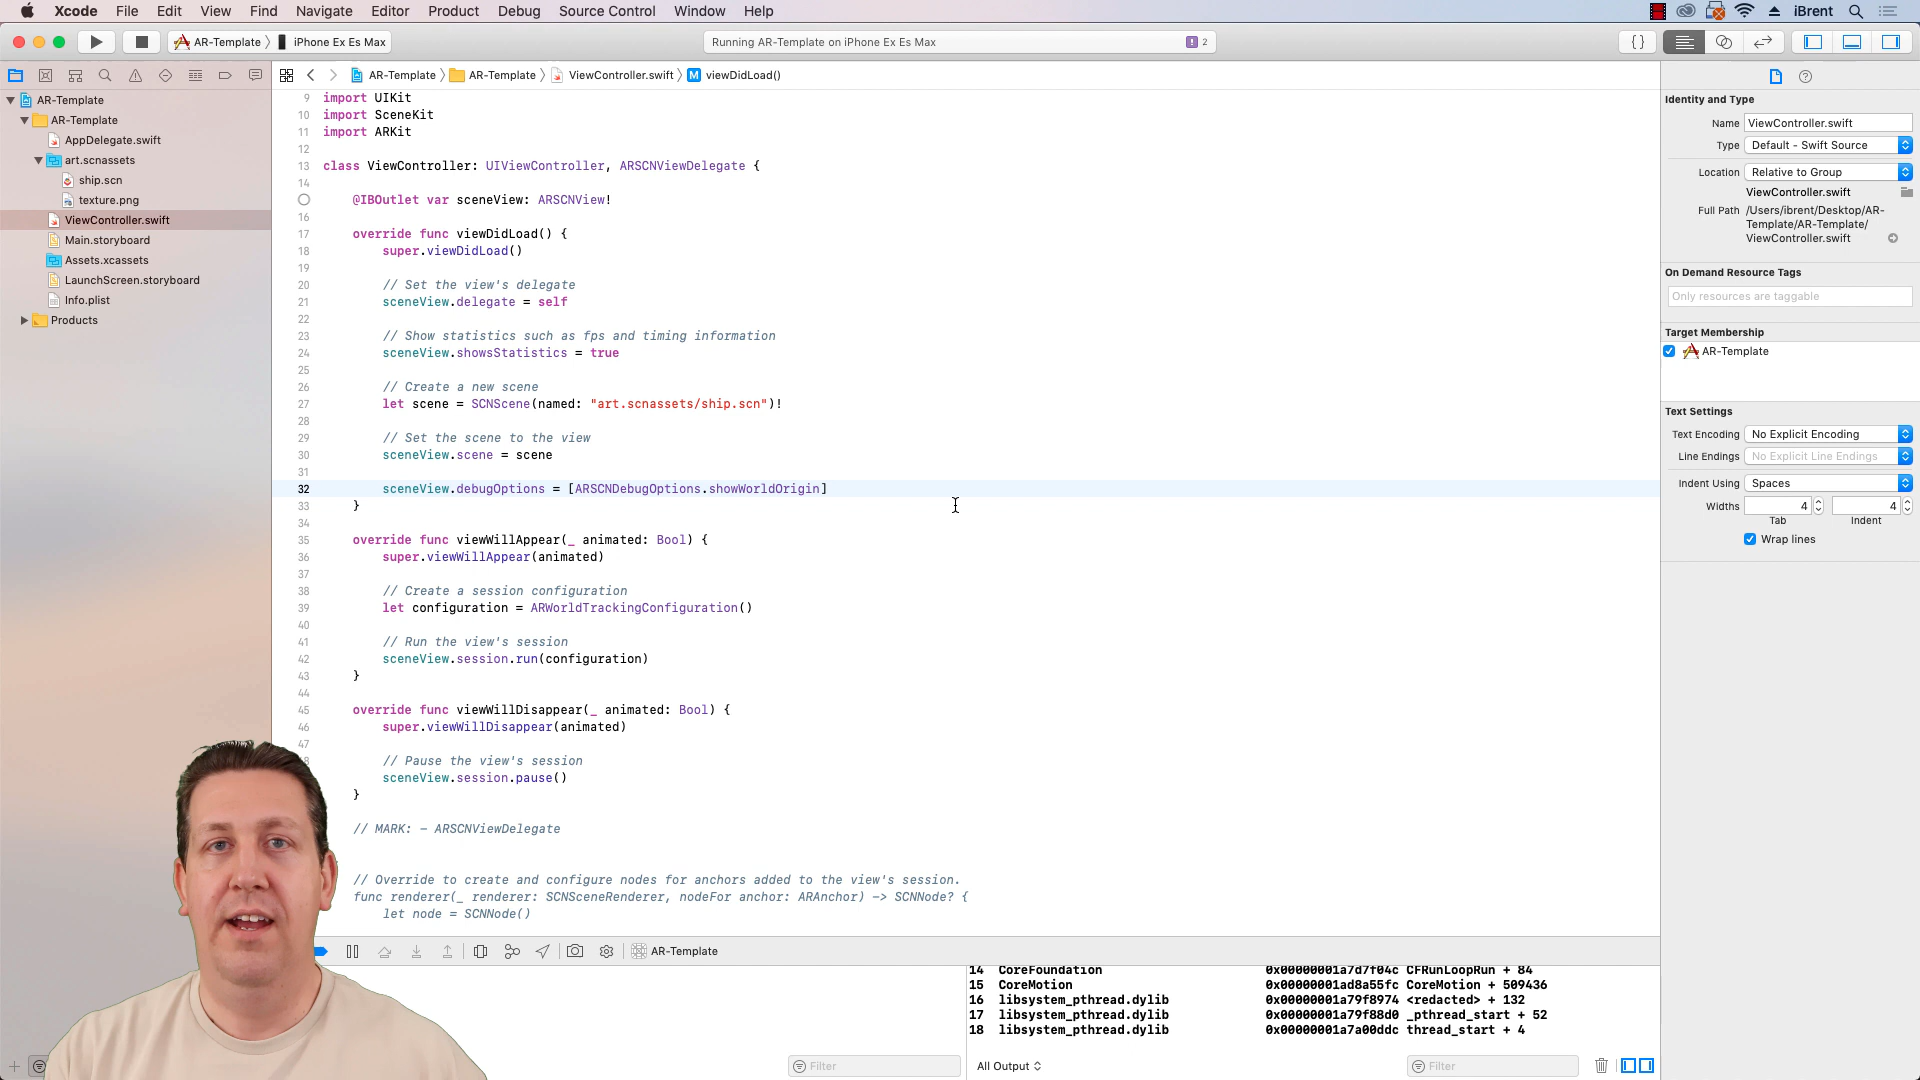 Xcode File Edit View Find Navigate Editor Product Debug Source Control Window Help iBrent
AR-Template iPhone Ex Es Max Running AR-Template on iPhone Ex Es Max 2
AR-Template AR-Template ViewController.swift M viewDidLoad()
AR-Template
AR-Template
AppDelegate.swift
art.scnassets
ship.scn
texture.png
ViewController.swift
Main.storyboard
Assets.xcassets
LaunchScreen.storyboard
Info.plist
Products
9 import UIKit
10 import SceneKit
11 import ARKit
12
13 class ViewController: UIViewController, ARSCNViewDelegate {
14
@IBOutlet var sceneView: ARSCNView!
16
17 override func viewDidLoad() {
18 super.viewDidLoad()
19
20 // Set the view's delegate
21 sceneView.delegate = self
22
23 // Show statistics such as fps and timing information
24 sceneView.showsStatistics = true
25
26 // Create a new scene
27 let scene = SCNScene(named: "art.scnassets/ship.scn")!
28
29 // Set the scene to the view
30 sceneView.scene = scene
31
32 sceneView.debugOptions = [ARSCNDebugOptions.showWorldOrigin]
33 }
34
35 override func viewWillAppear(_ animated: Bool) {
36 super.viewWillAppear(animated)
37
38 // Create a session configuration
39 let configuration = ARWorldTrackingConfiguration()
40
41 // Run the view's session
42 sceneView.session.run(configuration)
43 }
44
45 override func viewWillDisappear(_ animated: Bool) {
46 super.viewWillDisappear(animated)
47
// Pause the view's session
sceneView.session.pause()
}
// MARK: - ARSCNViewDelegate
// Override to create and configure nodes for anchors added to the view's session.
func renderer(_ renderer: SCNSceneRenderer, nodeFor anchor: ARAnchor) -> SCNNode? {
let node = SCNNode()
AR-Template
14 CoreFoundation 0x00000001a7d7f04c CFRunLoopRun + 84
15 CoreMotion 0x00000001ad8a55fc CoreMotion + 509436
16 libsystem_pthread.dylib 0x00000001a79f8974 <redacted> + 132
17 libsystem_pthread.dylib 0x00000001a79f88d0 _pthread_start + 52
18 libsystem_pthread.dylib 0x00000001a7a00ddc thread_start + 4
Filter All Output Filter
Identity and Type
Name ViewController.swift
Type Default - Swift Source
Location Relative to Group
ViewController.swift
Full Path /Users/ibrent/Desktop/AR-
Template/AR-Template/
ViewController.swift
On Demand Resource Tags
Only resources are taggable
Target Membership
AR-Template
Text Settings
Text Encoding No Explicit Encoding
Line Endings No Explicit Line Endings
Indent Using Spaces
Widths 4 4
Tab Indent
Wrap lines